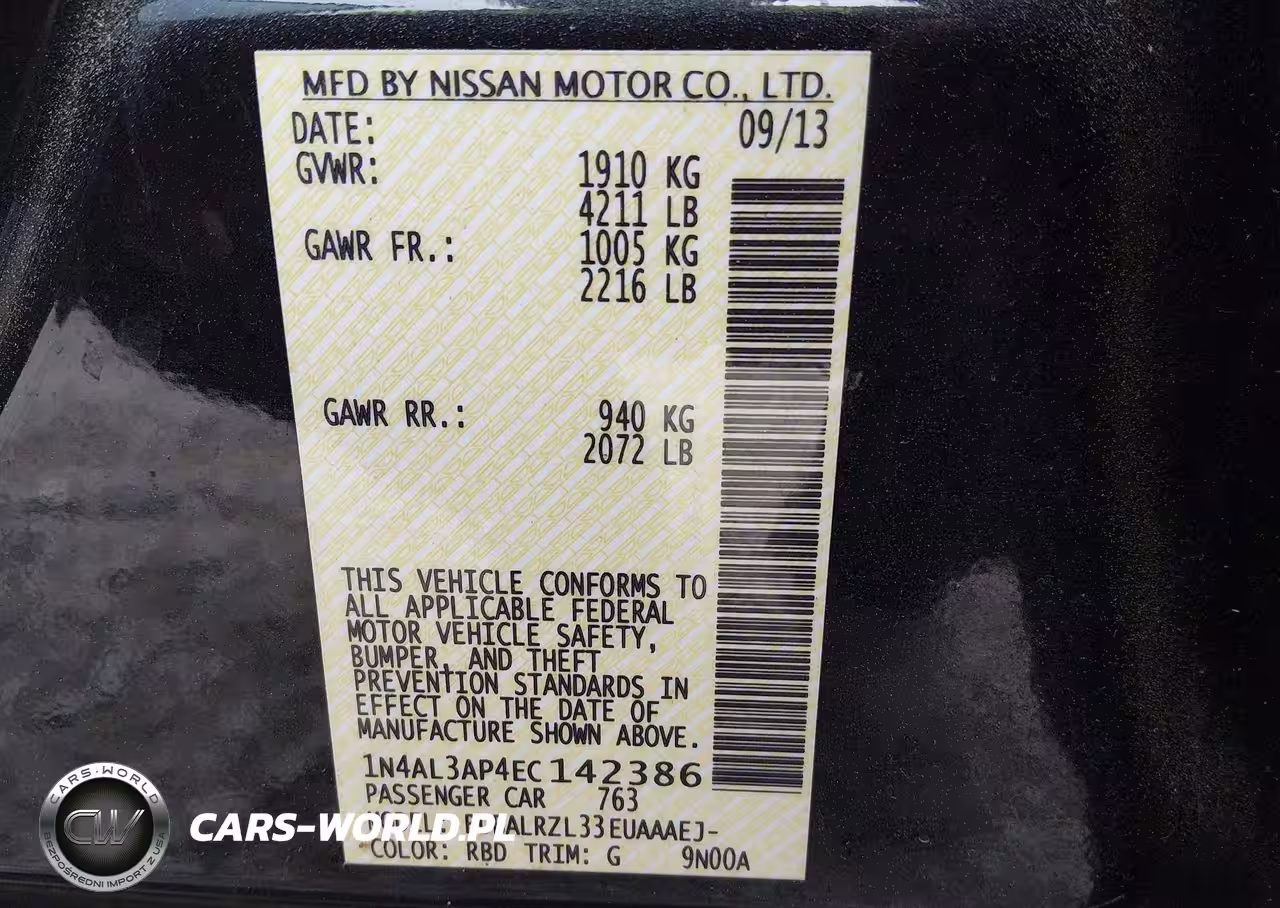 MFD BY NISSAN MOTOR CO., LTD.
DATE: 09/13
GVWR: 1910 KG
4211 LB
GAWR FR.: 1005 KG
2216 LB
GAWR RR.: 940 KG
2072 LB
THIS VEHICLE CONFORMS TO
ALL APPLICABLE FEDERAL
MOTOR VEHICLE SAFETY,
BUMPER, AND THEFT
PREVENTION STANDARDS IN
EFFECT ON THE DATE OF
MANUFACTURE SHOWN ABOVE.
1N4AL3AP4EC142386
PASSENGER CAR 763
COLOR: RBD TRIM: G 9N00A
CARS-WORLD
CW
BEZPOŚREDNI IMPORT Z USA
CARS-WORLD.PL